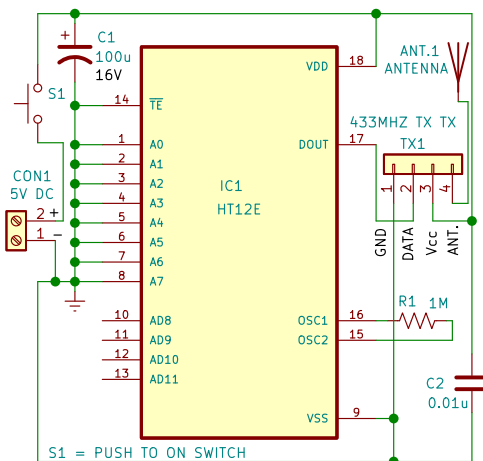 C1
100u
16V
S1
CON1
5V DC
2 +
1 -
IC1
HT12E
14 TE
1 A0
2 A1
3 A2
4 A3
5 A4
6 A5
7 A6
8 A7
10 AD8
11 AD9
12 AD10
13 AD11
VDD 18
DOUT 17
OSC1 16
OSC2 15
VSS 9
ANT.1
ANTENNA
433MHZ TX TX
TX1
1 2 3 4
GND DATA Vcc ANT.
R1 1M
C2
0.01u
+
S1 = PUSH TO ON SWITCH